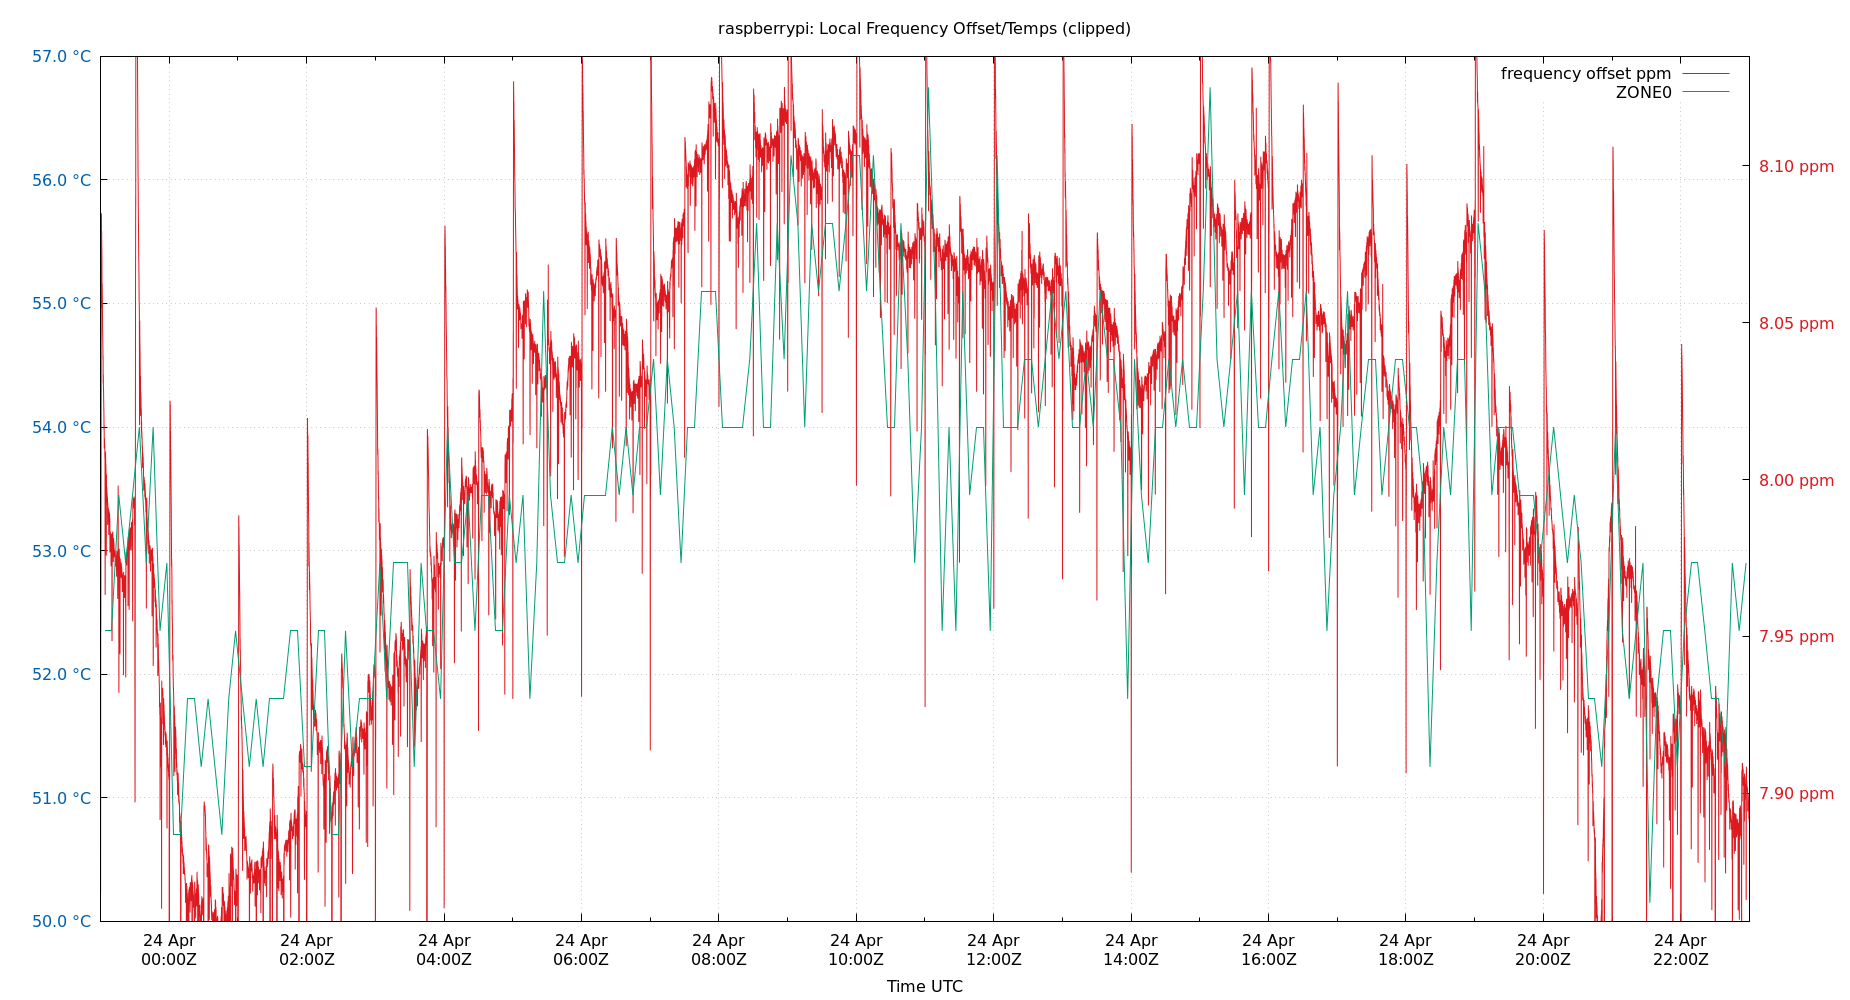 raspberrypi: Local Frequency Offset/Temps (clipped)
57.0 °C
56.0 °C
55.0 °C
54.0 °C
53.0 °C
52.0 °C
51.0 °C
50.0 °C
frequency offset ppm
ZONE0
8.10 ppm
8.05 ppm
8.00 ppm
7.95 ppm
7.90 ppm
24 Apr
00:00Z
24 Apr
02:00Z
24 Apr
04:00Z
24 Apr
06:00Z
24 Apr
08:00Z
24 Apr
10:00Z
24 Apr
12:00Z
24 Apr
14:00Z
24 Apr
16:00Z
24 Apr
18:00Z
24 Apr
20:00Z
24 Apr
22:00Z
Time UTC